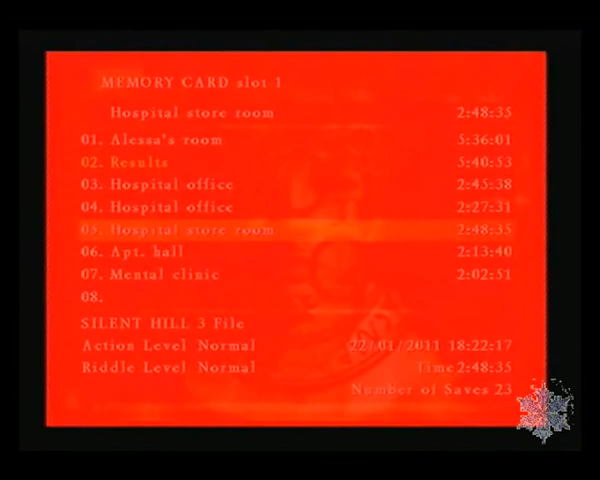 MEMORY CARD slot 1
Hospital store room 2:48:35
01. Alessa's room 5:36:01
02. Results 5:40:53
03. Hospital office 2:45:38
04. Hospital office 2:27:31
05. Hospital store room 2:48:35
06. Apt. hall 2:13:40
07. Mental clinic 2:02:51
08.
SILENT HILL 3 File
Action Level Normal 22/01/2011 18:22:17
Riddle Level Normal Time 2:48:35
Number of Saves 23